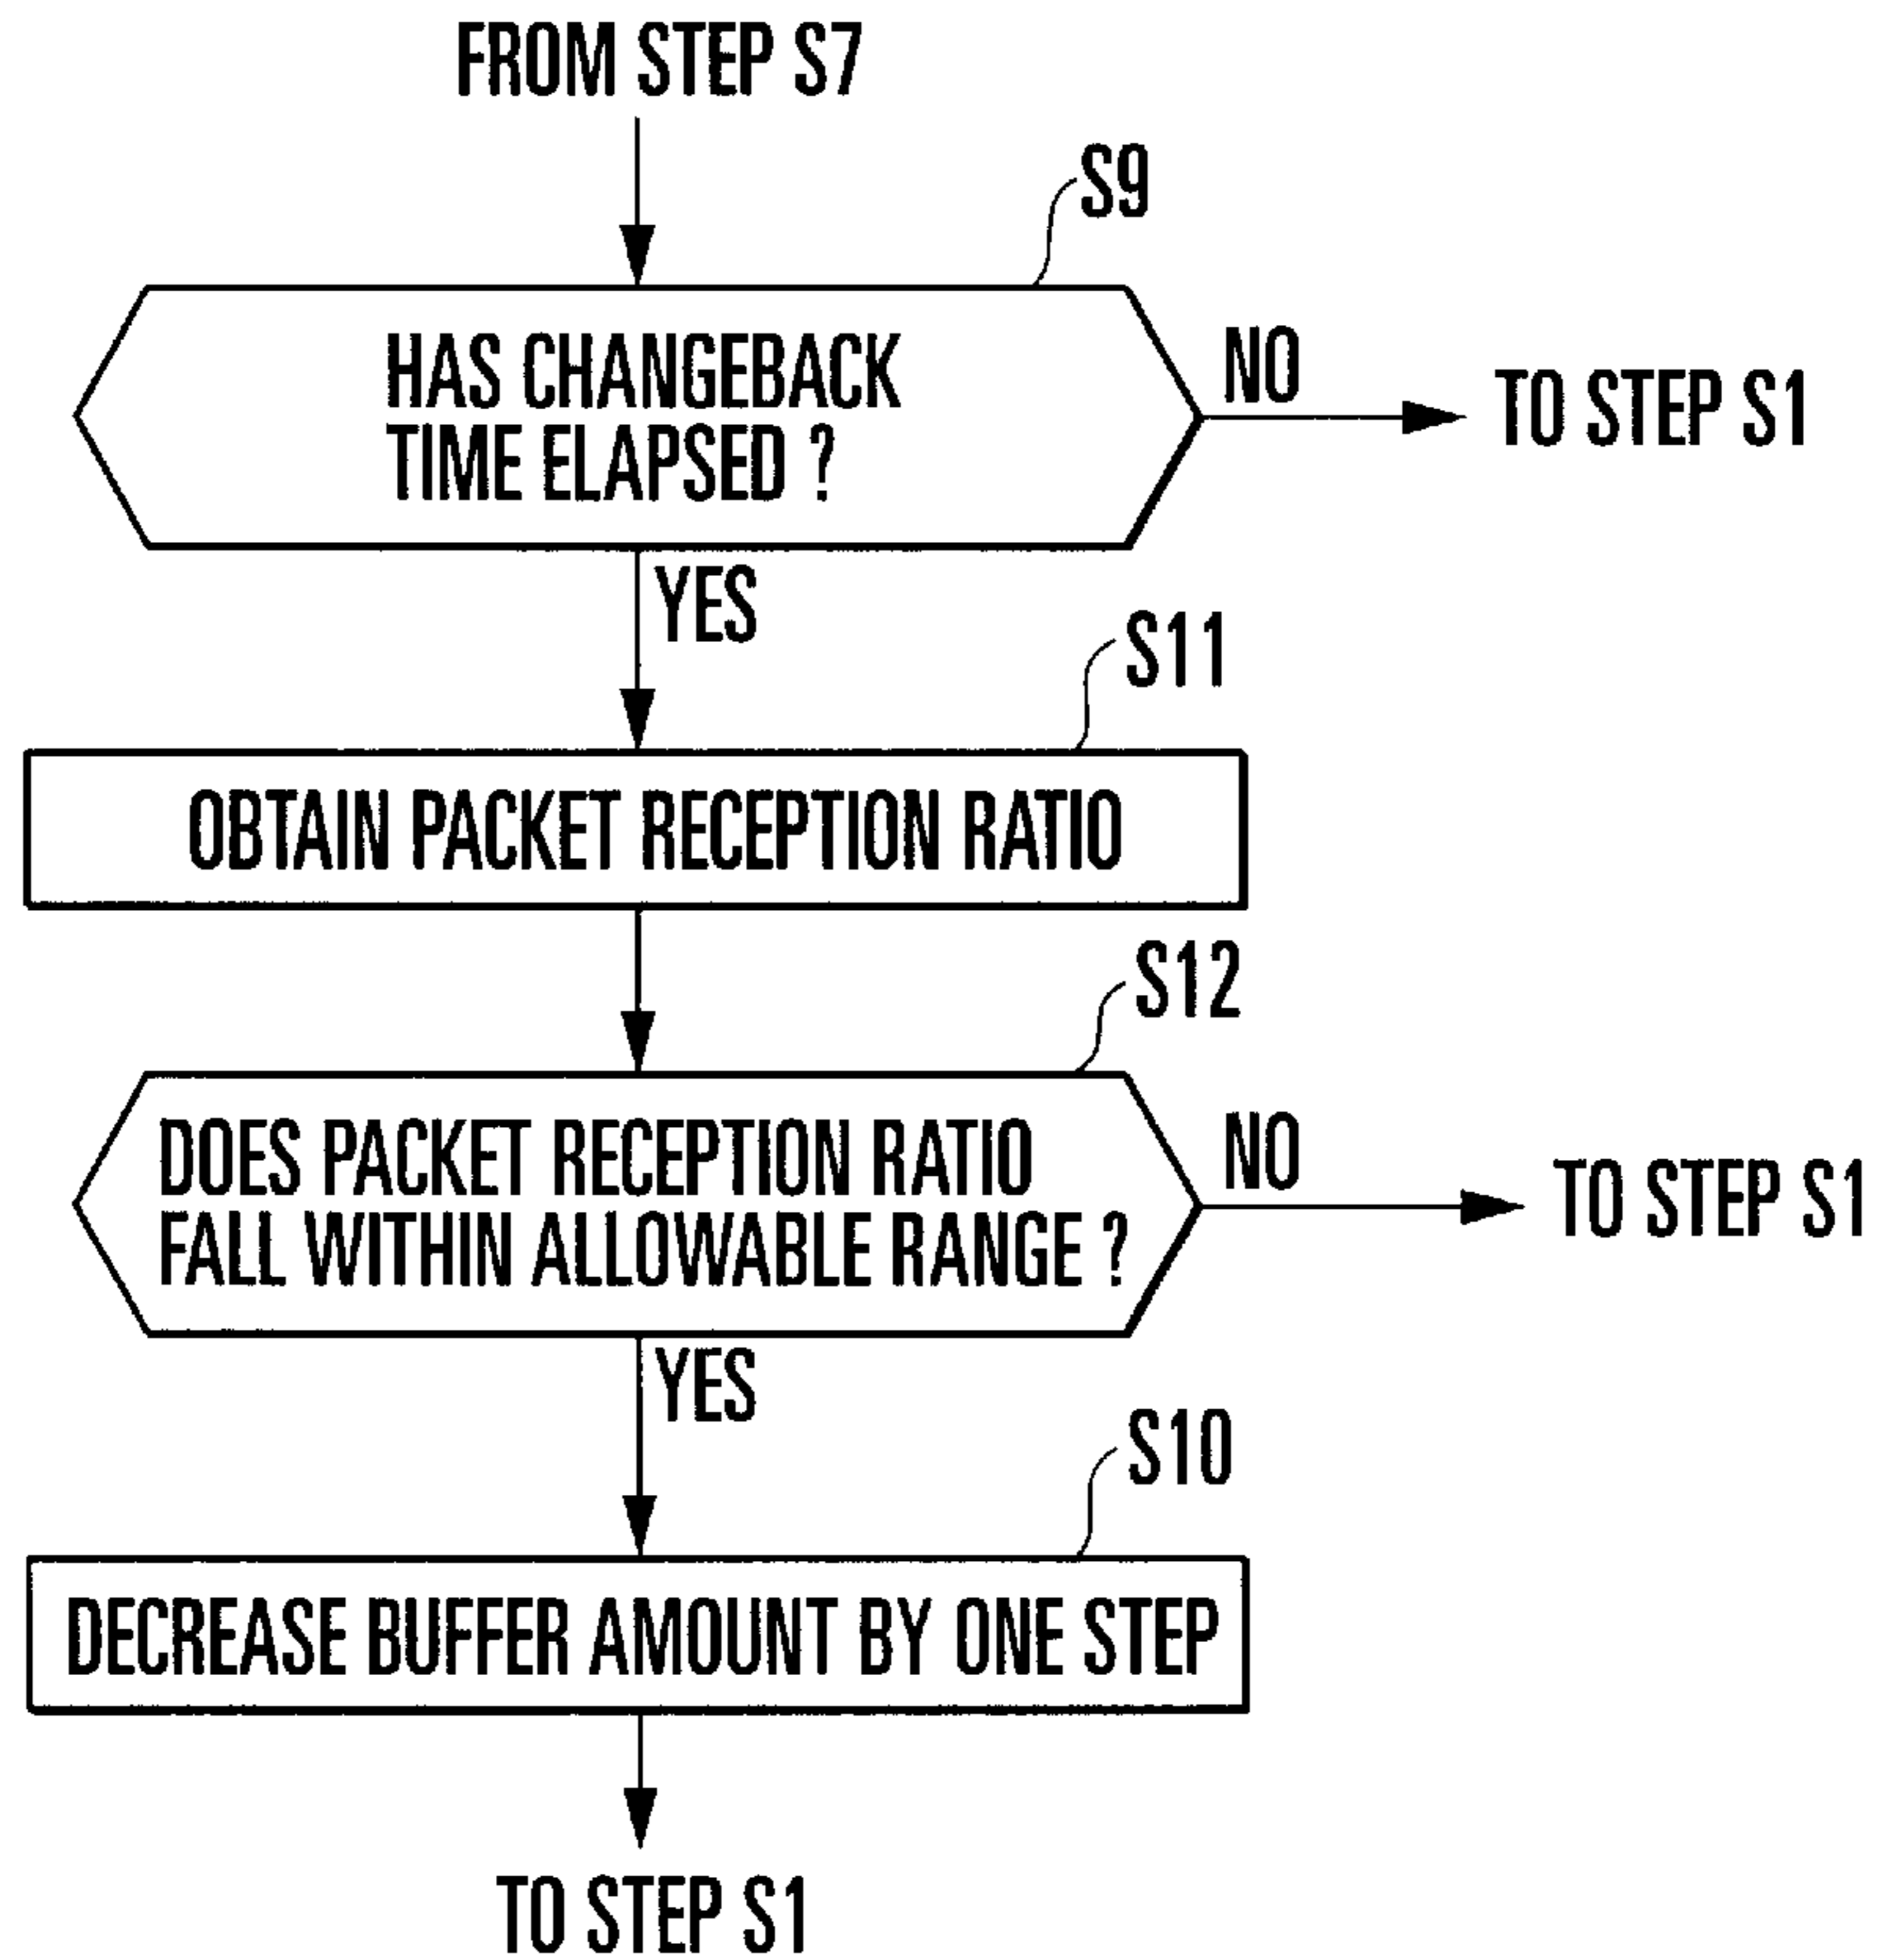 FROM STEP S7
S9
HAS CHANGEBACK
TIME ELAPSED ?
NO
TO STEP S1
YES
S11
OBTAIN PACKET RECEPTION RATIO
S12
DOES PACKET RECEPTION RATIO
FALL WITHIN ALLOWABLE RANGE ?
NO
TO STEP S1
YES
S10
DECREASE BUFFER AMOUNT BY ONE STEP
TO STEP S1